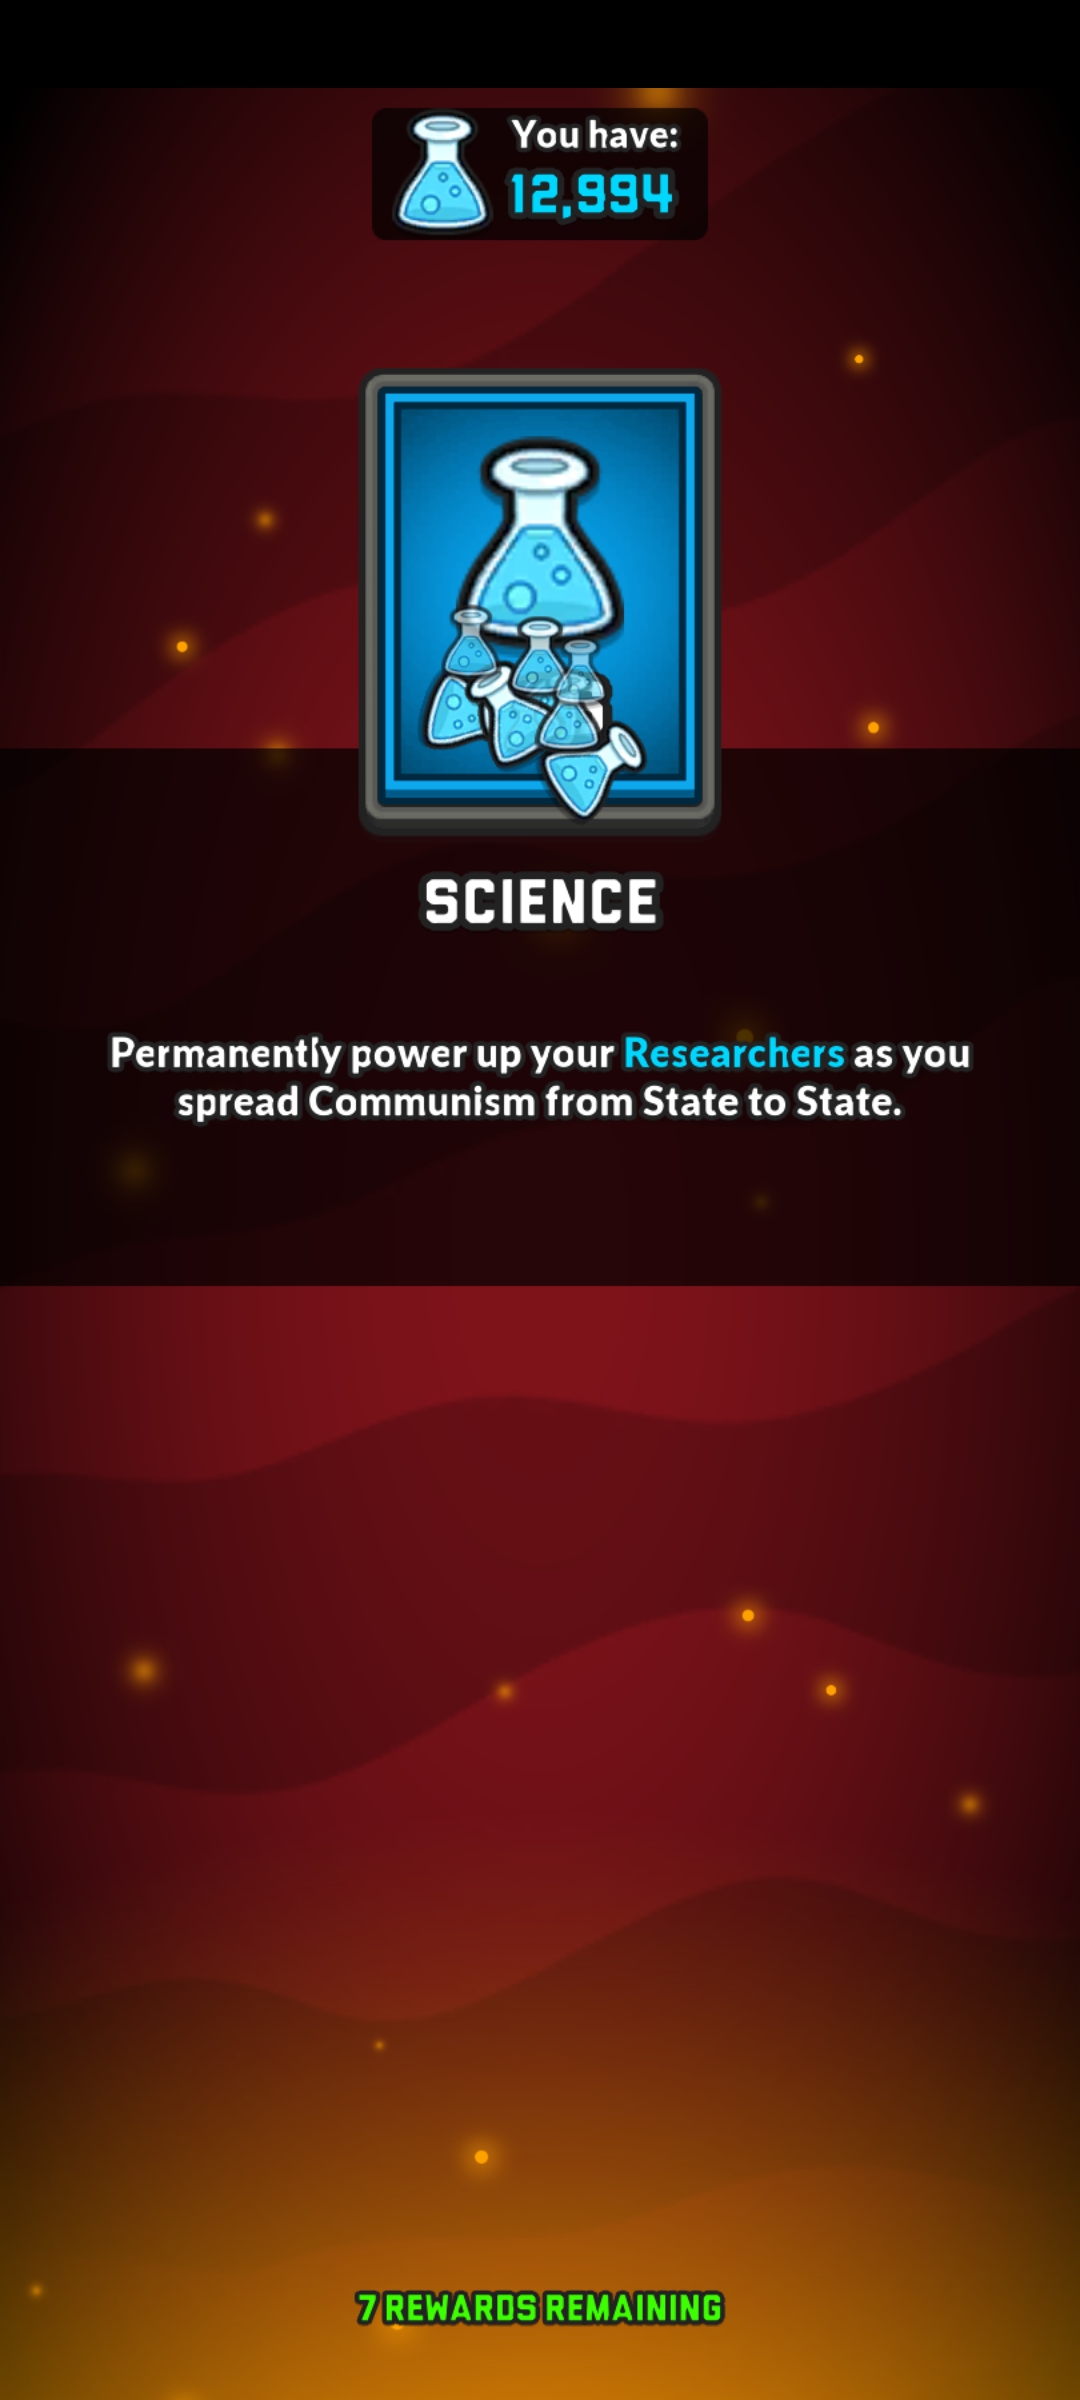 You have:
12,994
SCIENCE
Permanently power up your Researchers as you
spread Communism from State to State.
7 REWARDS REMAINING